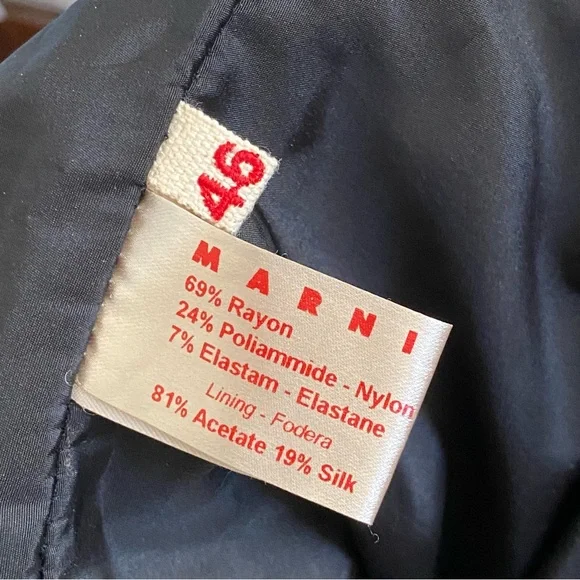 46
MARNI
69% Rayon
24% Poliammide - Nylon
7% Elastam - Elastane
Lining - Fodera
81% Acetate 19% Silk